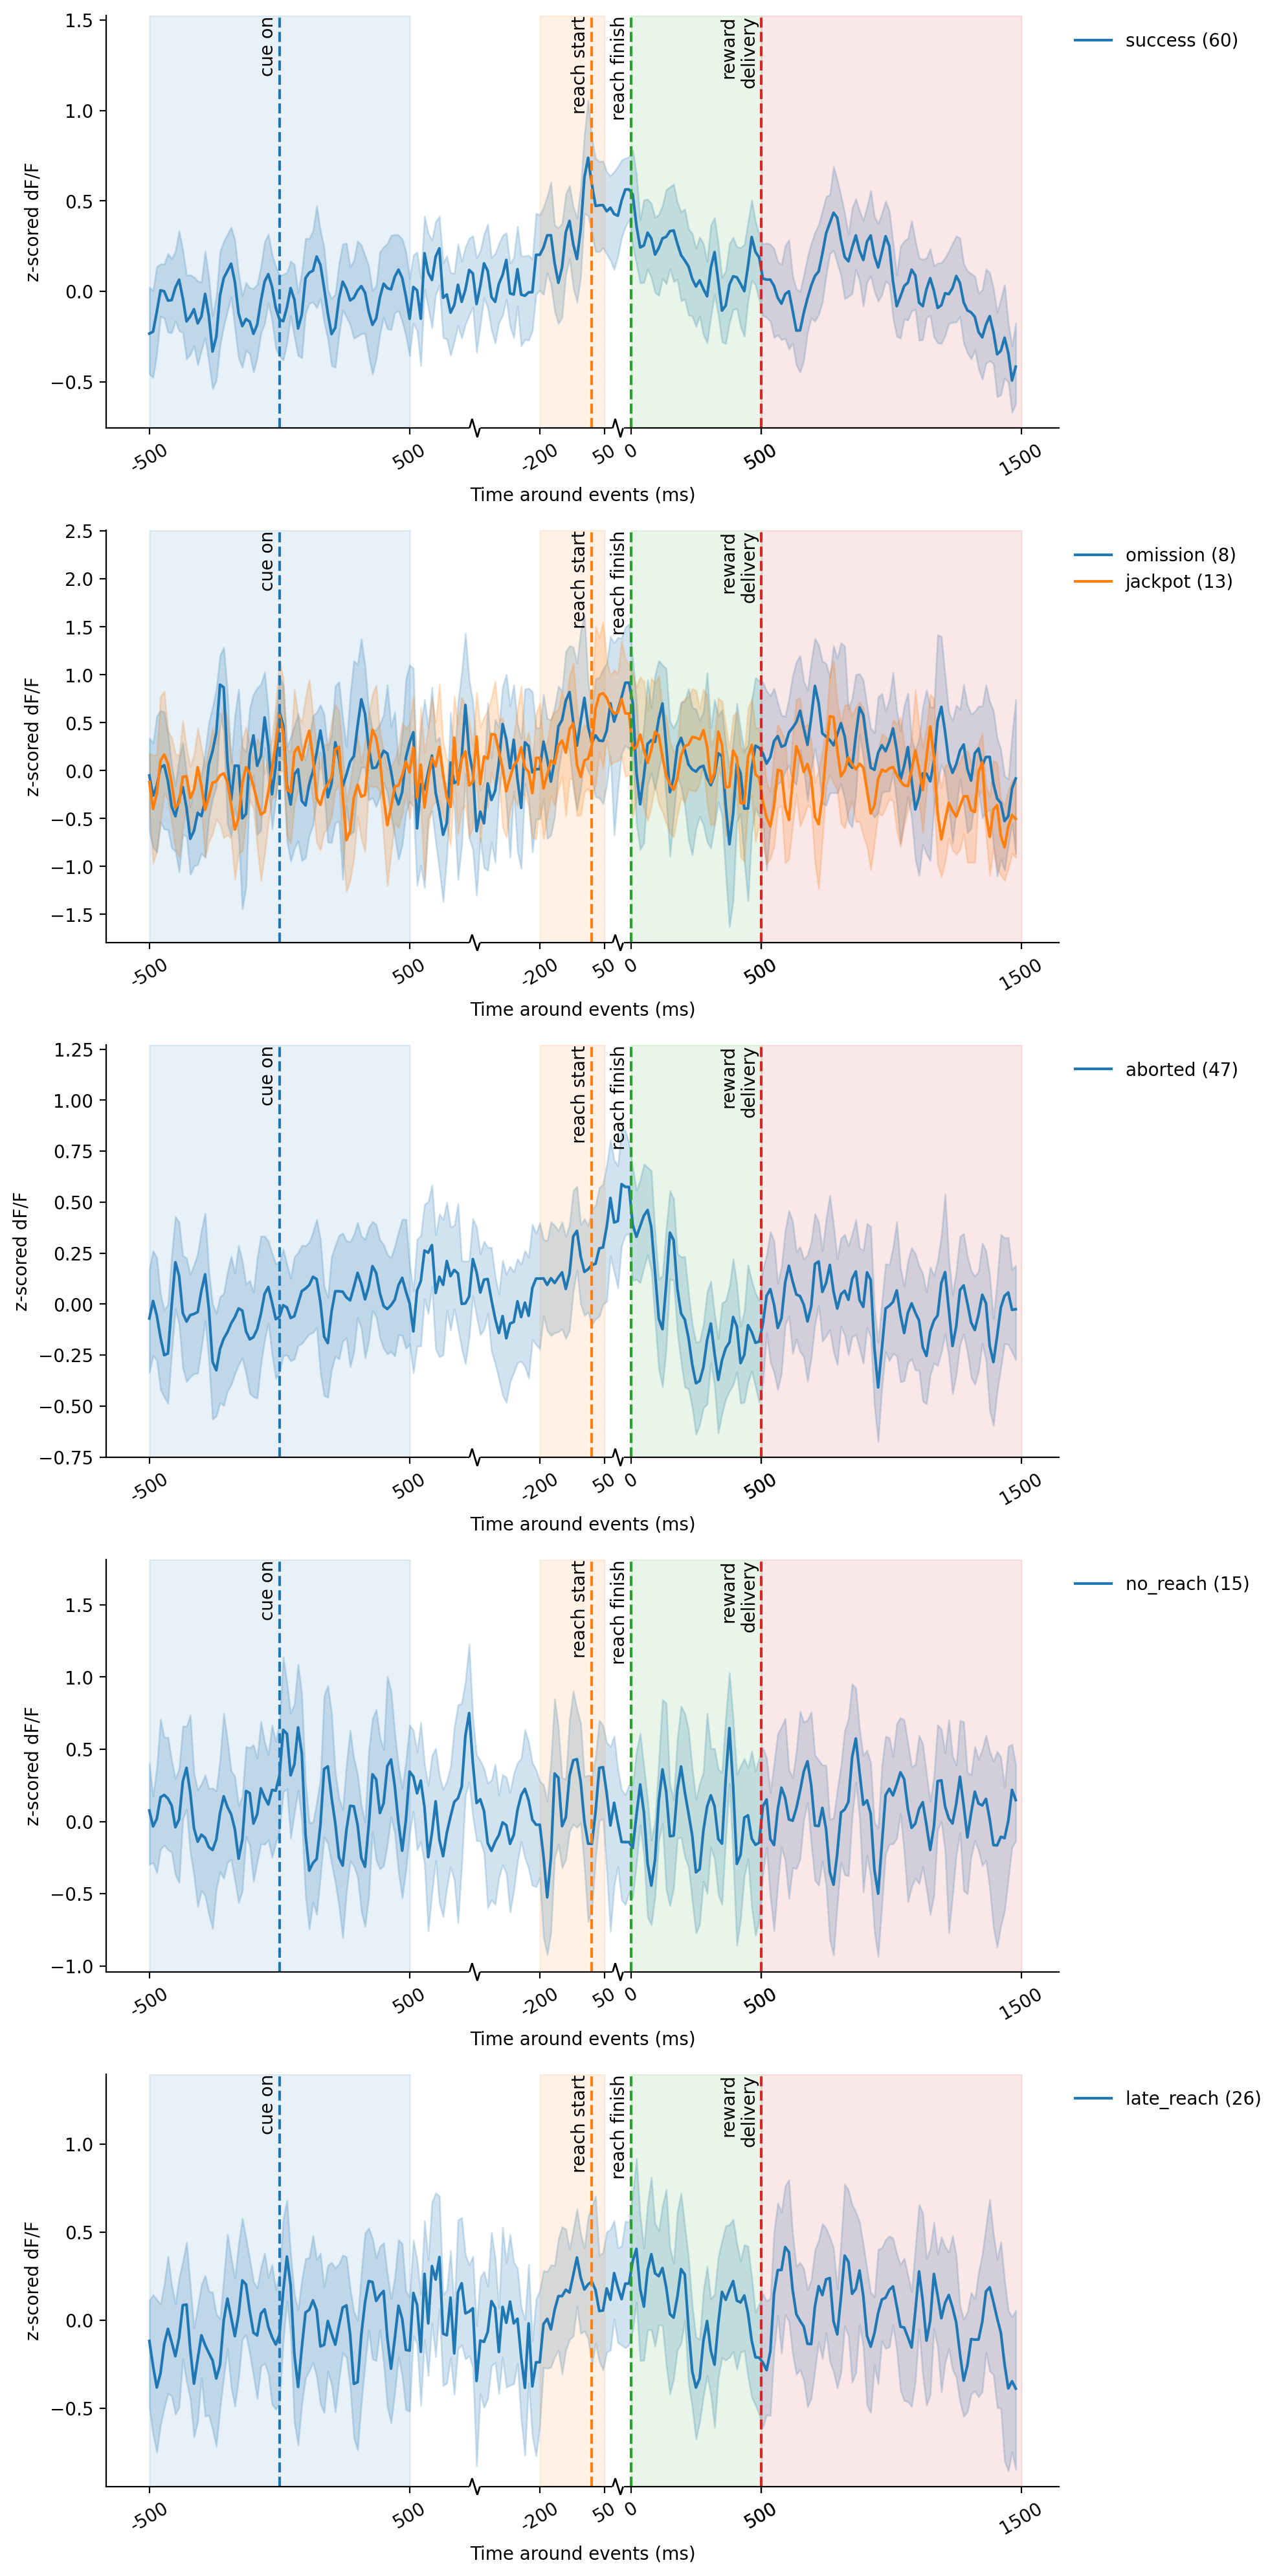 1.5
1.0
0.5
0.0
−0.5
z-scored dF/F
cue on
reach start
reach finish
reward
delivery
success (60)
-500
500
-200
50
0
500
1500
Time around events (ms)
2.5
2.0
1.5
1.0
0.5
0.0
−0.5
−1.0
−1.5
z-scored dF/F
cue on
reach start
reach finish
reward
delivery
omission (8)
jackpot (13)
-500
500
-200
50
0
500
1500
Time around events (ms)
1.25
1.00
0.75
0.50
0.25
0.00
−0.25
−0.50
−0.75
z-scored dF/F
cue on
reach start
reach finish
reward
delivery
aborted (47)
-500
500
-200
50
0
500
1500
Time around events (ms)
1.5
1.0
0.5
0.0
−0.5
−1.0
z-scored dF/F
cue on
reach start
reach finish
reward
delivery
no_reach (15)
-500
500
-200
50
0
500
1500
Time around events (ms)
1.0
0.5
0.0
−0.5
z-scored dF/F
cue on
reach start
reach finish
reward
delivery
late_reach (26)
-500
500
-200
50
0
500
1500
Time around events (ms)